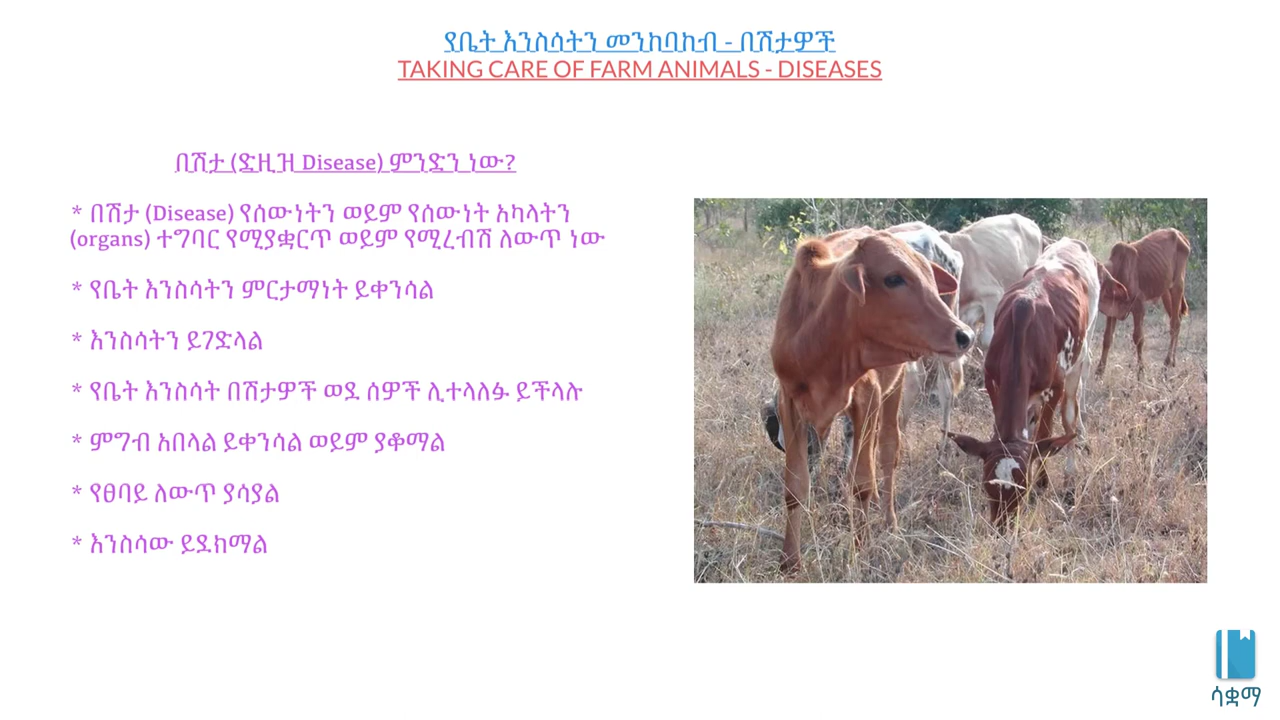 የቤት እንስሳትን መንከባከብ - በሽታዎች
TAKING CARE OF FARM ANIMALS - DISEASES
በሽታ (ድዚዝ Disease) ምንድን ነው?
* በሽታ (Disease) የሰውነትን ወይም የሰውነት አካላትን
(organs) ተግባር የሚያቋርጥ ወይም የሚረብሽ ለውጥ ነው
* የቤት እንስሳትን ምርታማነት ይቀንሳል
* እንስሳትን ይገድላል
* የቤት እንስሳት በሽታዎች ወደ ሰዎች ሊተላለፉ ይችላሉ
* ምግብ አበላል ይቀንሳል ወይም ያቆማል
* የፀባይ ለውጥ ያሳያል
* እንስሳው ይደክማል
ሳቋማ